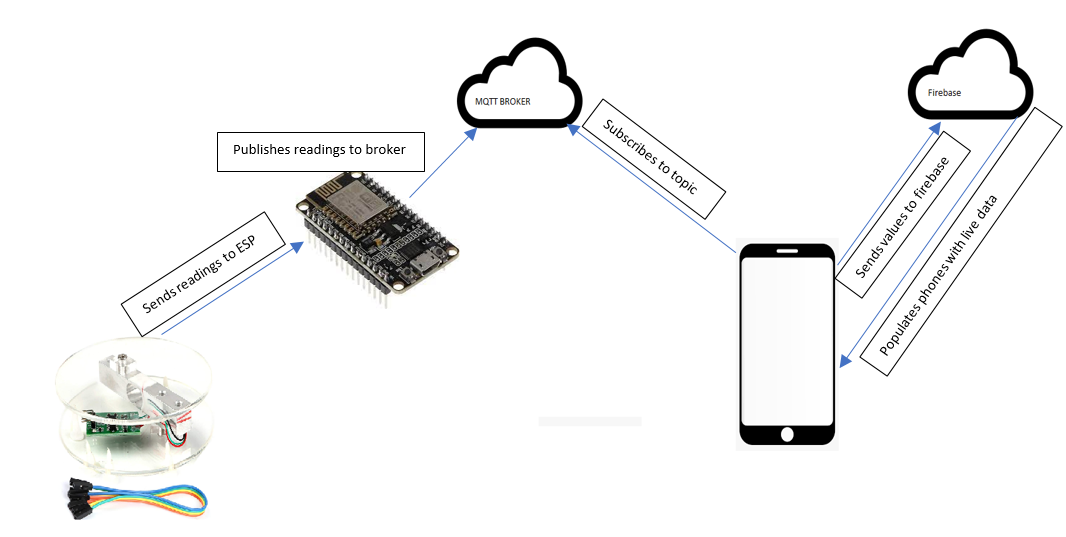 MQTT BROKER
Firebase
Publishes readings to broker
Subscribes to topic
Sends values to firebase
Populates phones with live data
Sends readings to ESP